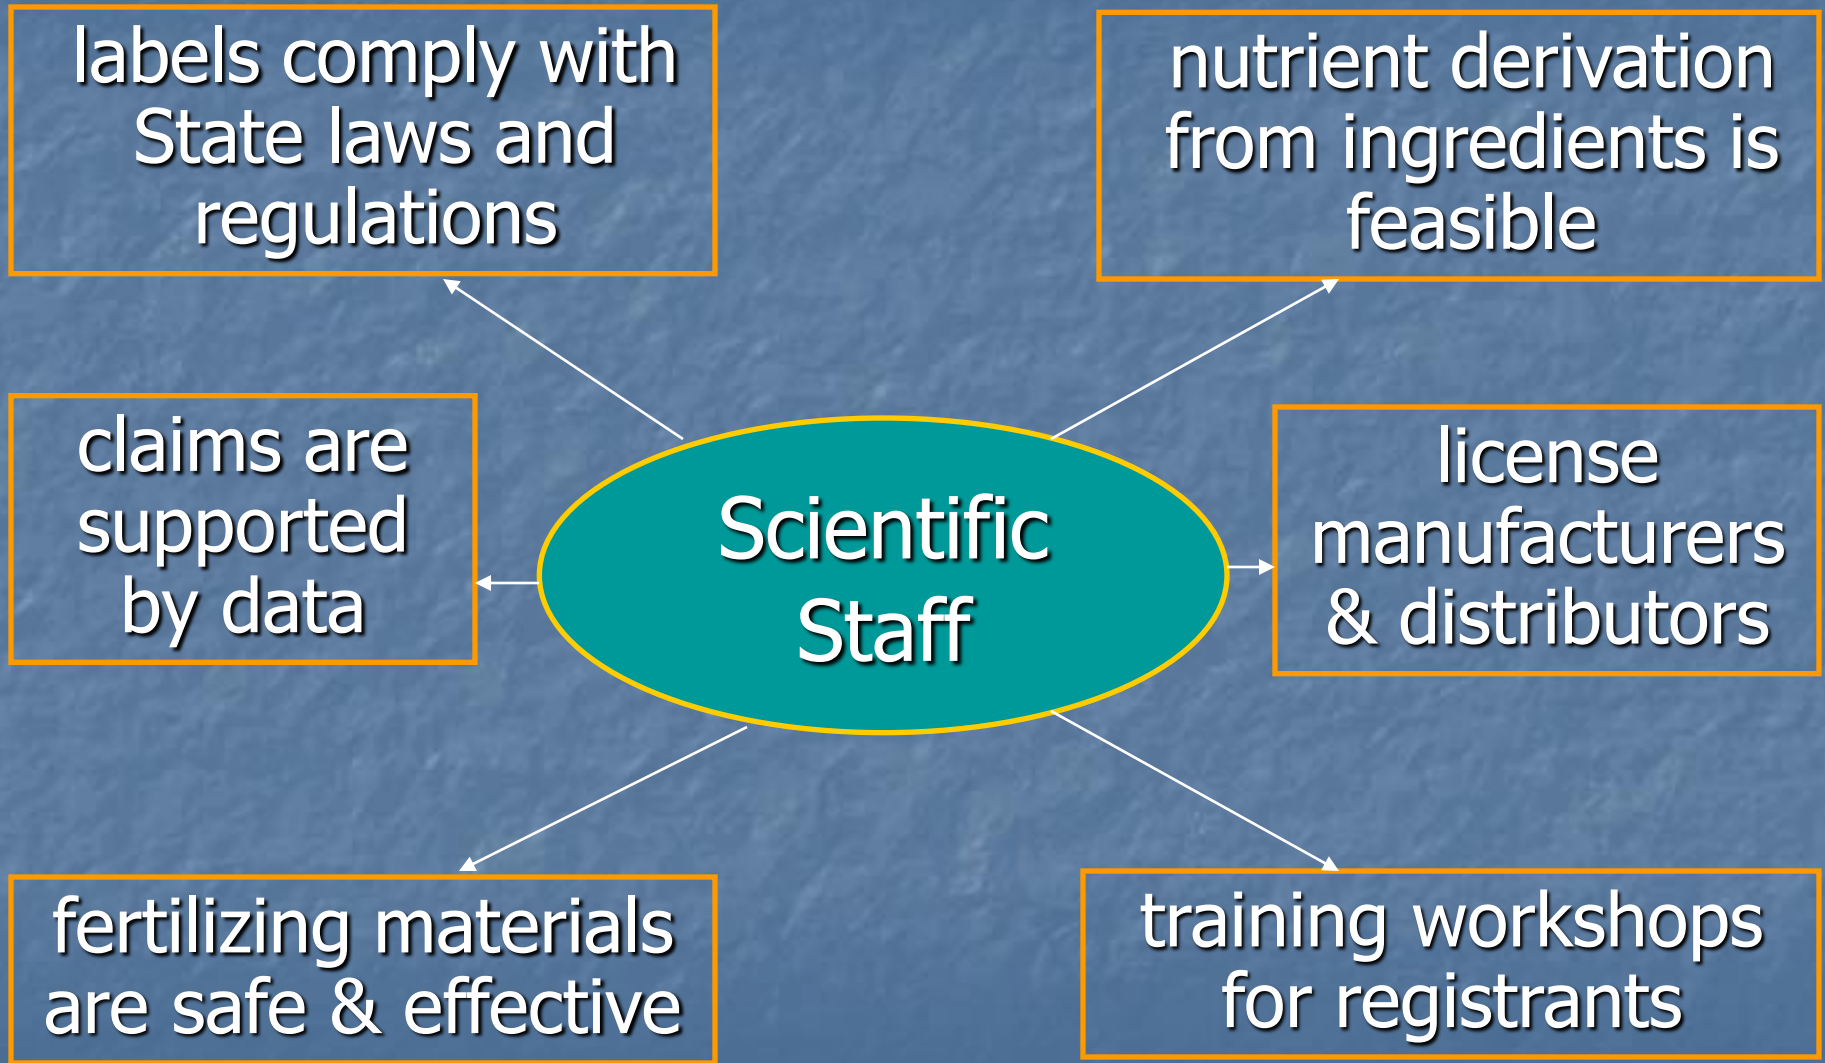 labels comply with
State laws and
regulations
nutrient derivation
from ingredients is
feasible
claims are
supported
by data
Scientific
Staff
license
manufacturers
& distributors
fertilizing materials
are safe & effective
training workshops
for registrants